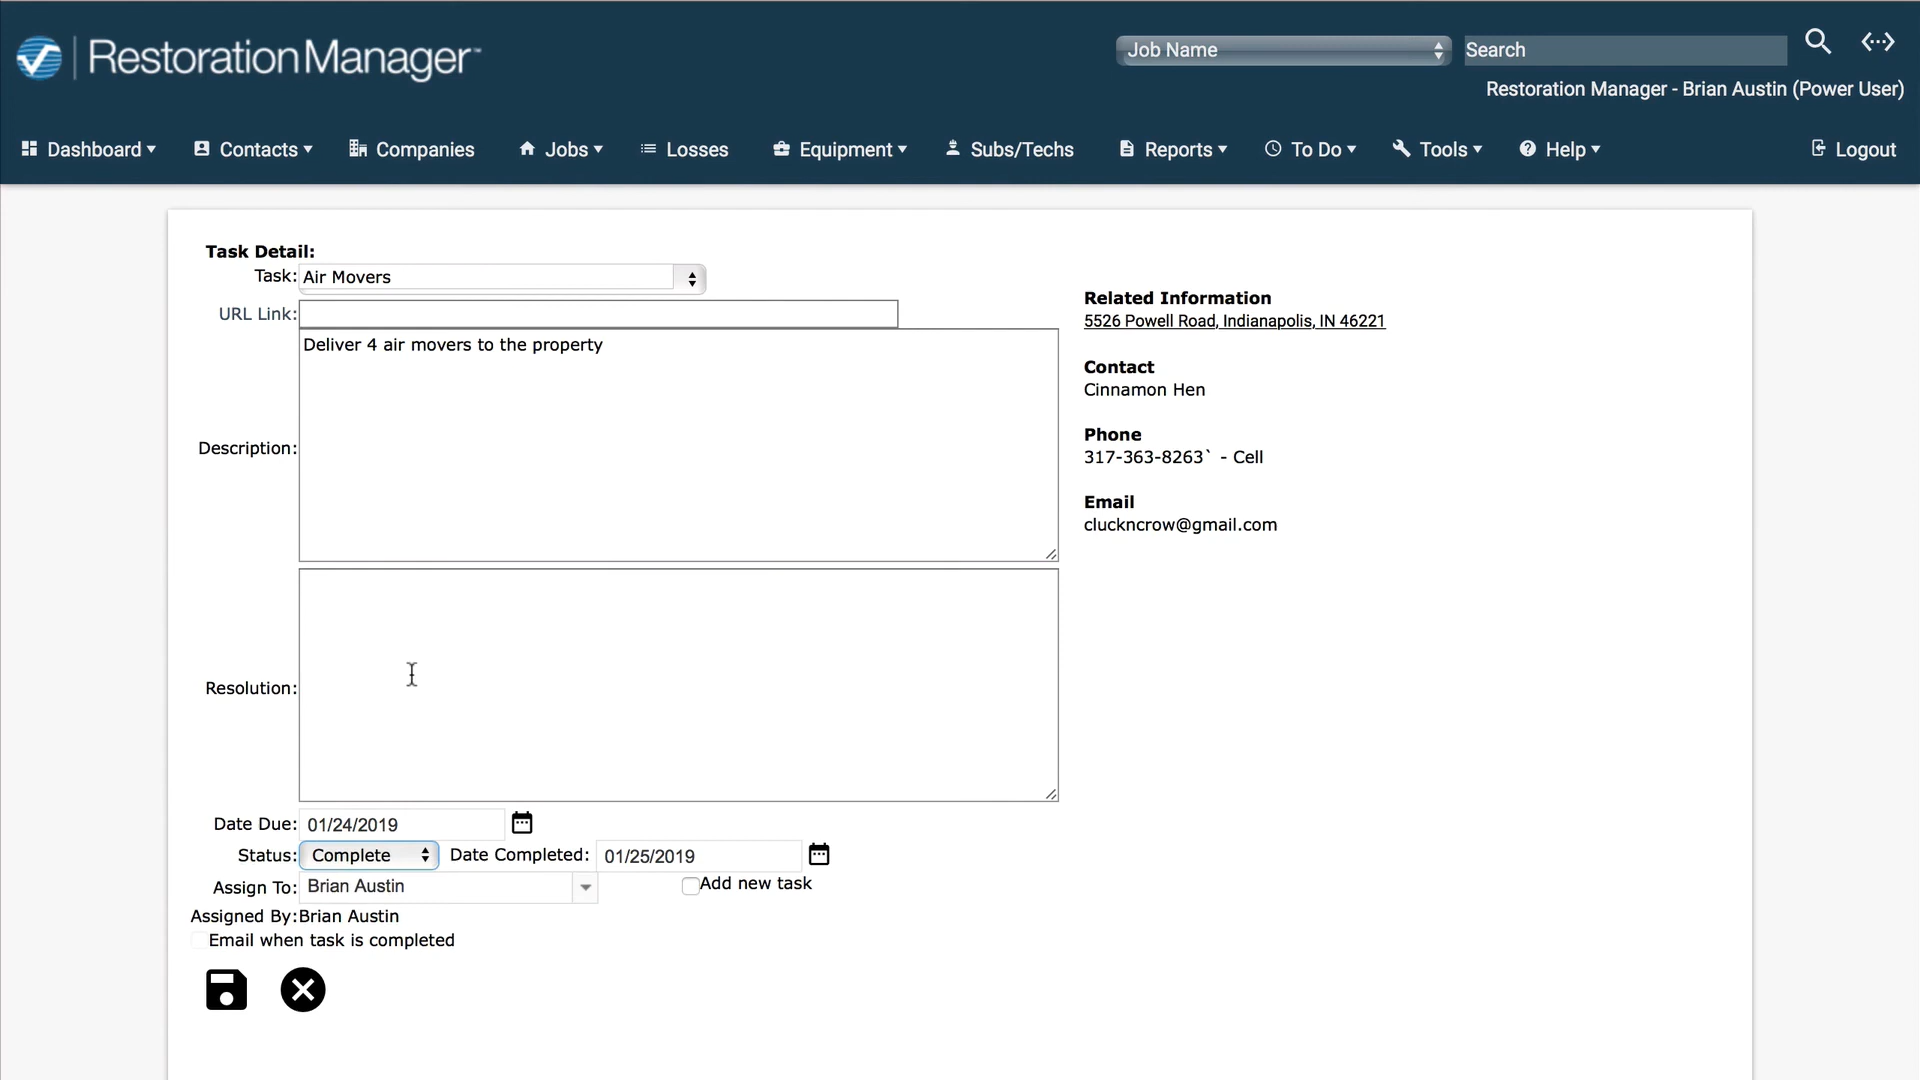 RestorationManager™
Job Name
Search
Restoration Manager - Brian Austin (Power User)
Dashboard
Contacts
Companies
Jobs
Losses
Equipment
Subs/Techs
Reports
To Do
Tools
Help
Logout
Task Detail:
Task: Air Movers
URL Link:
Deliver 4 air movers to the property
Description:
Resolution:
Date Due: 01/24/2019
Status: Complete Date Completed: 01/25/2019
Assign To: Brian Austin Add new task
Assigned By: Brian Austin
Email when task is completed
Related Information
5526 Powell Road, Indianapolis, IN 46221
Contact
Cinnamon Hen
Phone
317-363-8263` - Cell
Email
cluckncrow@gmail.com